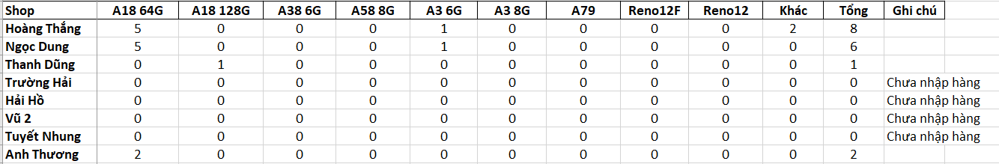 Shop A18 64G A18 128G A38 6G A58 8G A3 6G A3 8G A79 Reno12F Reno12 Khác Tổng Ghi chú
Hoàng Thắng 5 0 0 0 1 0 0 0 0 2 8
Ngọc Dung 5 0 0 0 1 0 0 0 0 0 6
Thanh Dũng 0 1 0 0 0 0 0 0 0 0 1
Trường Hải 0 0 0 0 0 0 0 0 0 0 0 Chưa nhập hàng
Hải Hồ 0 0 0 0 0 0 0 0 0 0 0 Chưa nhập hàng
Vũ 2 0 0 0 0 0 0 0 0 0 0 0 Chưa nhập hàng
Tuyết Nhung 0 0 0 0 0 0 0 0 0 0 0 Chưa nhập hàng
Anh Thương 2 0 0 0 0 0 0 0 0 0 2